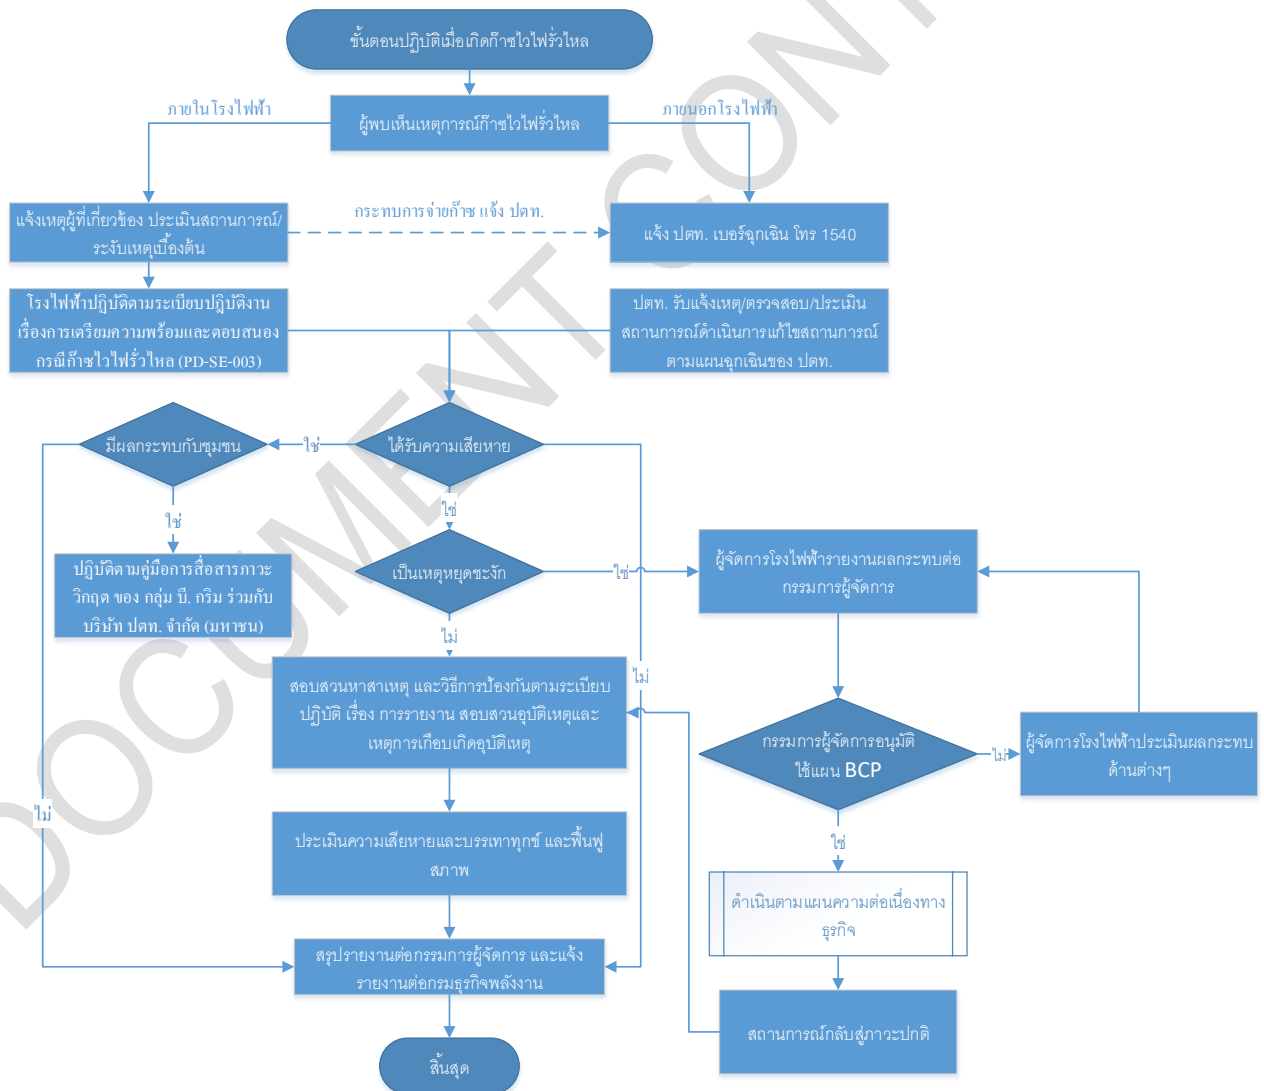 ขั้นตอนปฏิบัติเมื่อเกิดก๊าซไวไฟรั่วไหล
ภายในโรงไฟฟ้า
ผู้พบเห็นเหตุการณ์ก๊าซไวไฟรั่วไหล
ภายนอกโรงไฟฟ้า
แจ้งเหตุผู้ที่เกี่ยวข้อง ประเมินสถานการณ์/
ระงับเหตุเบื้องต้น
กระทบการจ่ายก๊าซ แจ้ง ปตท.
แจ้ง ปตท. เบอร์ฉุกเฉิน โทร 1540
โรงไฟฟ้าปฏิบัติตามระเบียบปฏิบัติงาน
เรื่องการเตรียมความพร้อมและตอบสนอง
กรณีก๊าซไวไฟรั่วไหล (PD-SE-003)
ปตท. รับแจ้งเหตุ/ตรวจสอบ/ประเมิน
สถานการณ์ดำเนินการแก้ไขสถานการณ์
ตามแผนฉุกเฉินของ ปตท.
มีผลกระทบกับชุมชน
ใช่
ได้รับความเสียหาย
ใช่
ใช่
ปฏิบัติตามคู่มือการสื่อสารภาวะ
วิกฤต ของ กลุ่ม บี. กริม ร่วมกับ
บริษัท ปตท. จำกัด (มหาชน)
เป็นเหตุหยุดชะงัก
ใช่
ผู้จัดการโรงไฟฟ้ารายงานผลกระทบต่อ
กรรมการผู้จัดการ
ไม่
ไม่
สอบสวนหาสาเหตุ และวิธีการป้องกันตามระเบียบ
ปฏิบัติ เรื่อง การรายงาน สอบสวนอุบัติเหตุและ
เหตุการเกือบเกิดอุบัติเหตุ
กรรมการผู้จัดการอนุมัติ
ใช้แผน BCP
ไม่
ผู้จัดการโรงไฟฟ้าประเมินผลกระทบ
ด้านต่างๆ
ไม่
ประเมินความเสียหายและบรรเทาทุกข์ และฟื้นฟู
สภาพ
ใช่
ดำเนินตามแผนความต่อเนื่องทาง
ธุรกิจ
สรุปรายงานต่อกรรมการผู้จัดการ และแจ้ง
รายงานต่อกรมธุรกิจพลังงาน
สถานการณ์กลับสู่ภาวะปกติ
สิ้นสุด
DOCUMENT CONT